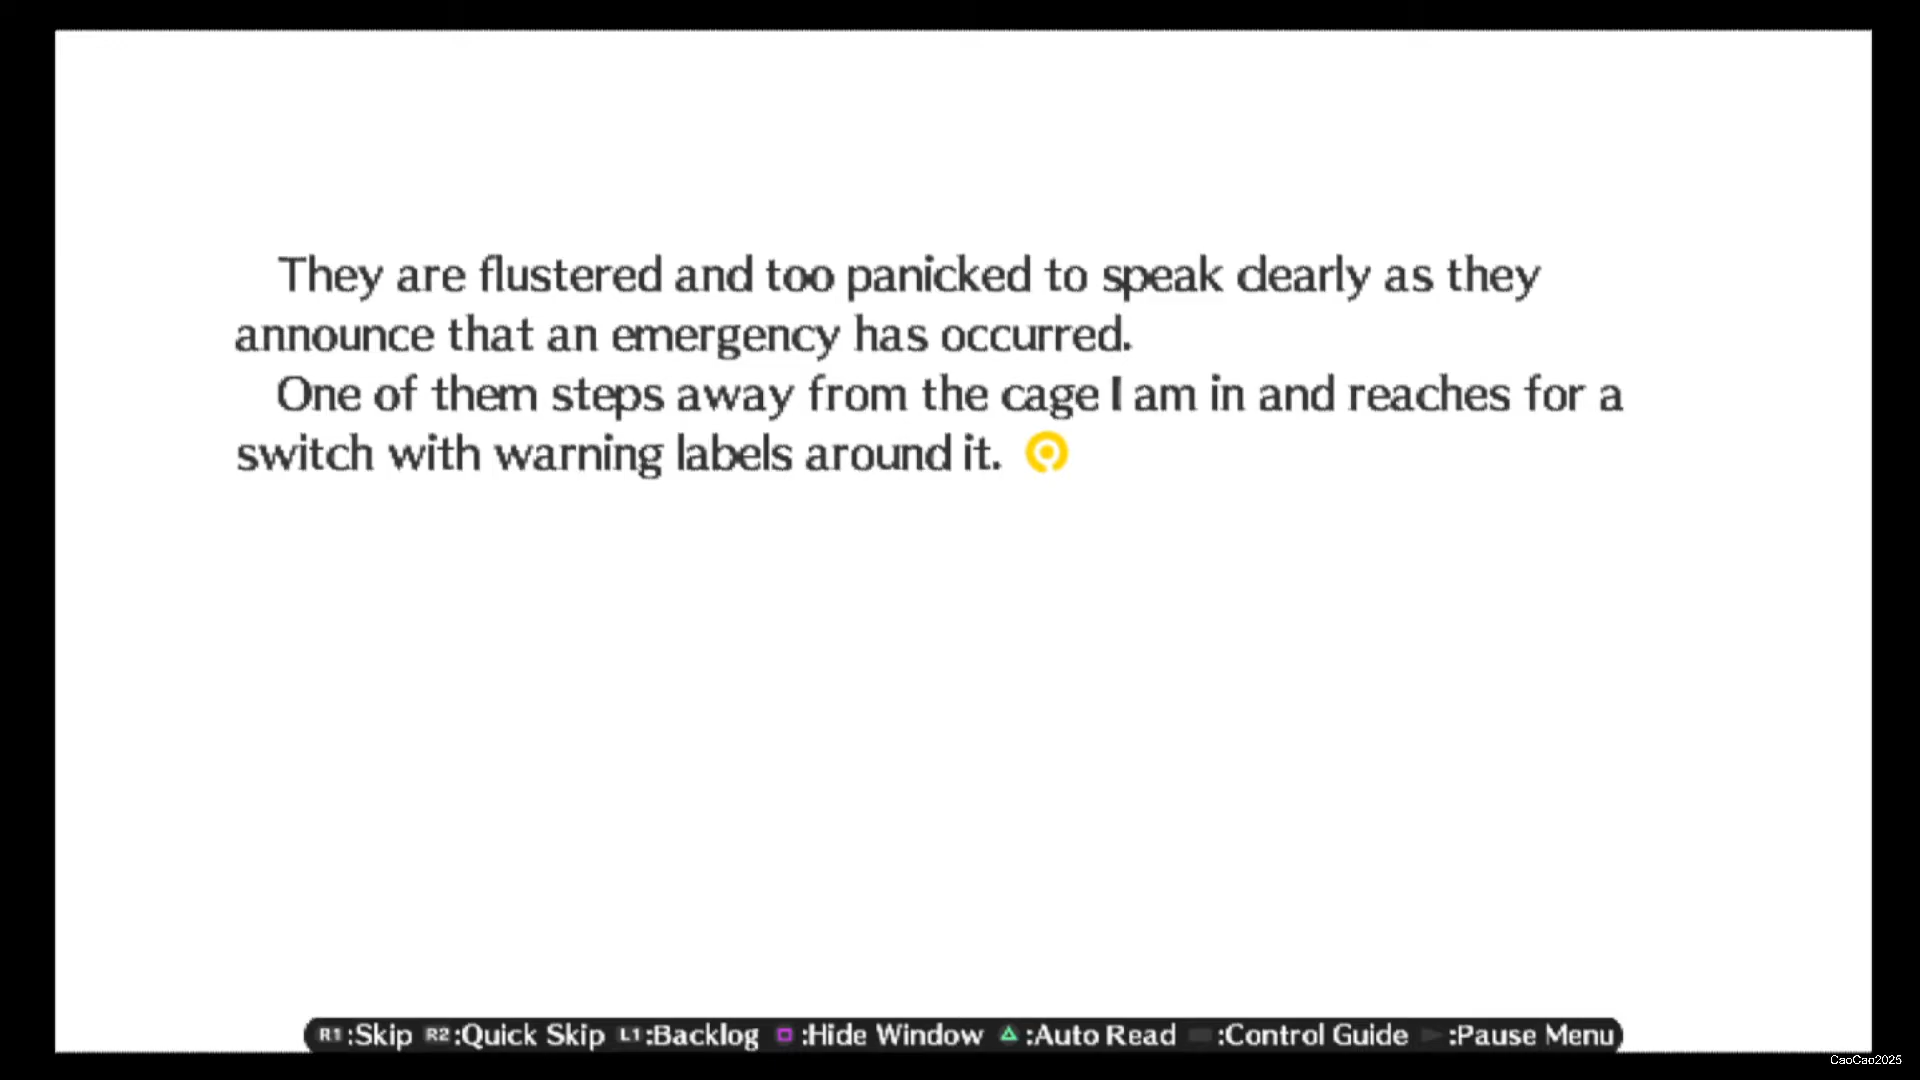 They are flustered and too panicked to speak clearly as they
announce that an emergency has occurred.
One of them steps away from the cage I am in and reaches for a
switch with warning labels around it.
R1:Skip R2:Quick Skip L1:Backlog :Hide Window :Auto Read :Control Guide :Pause Menu
CaoCao2025